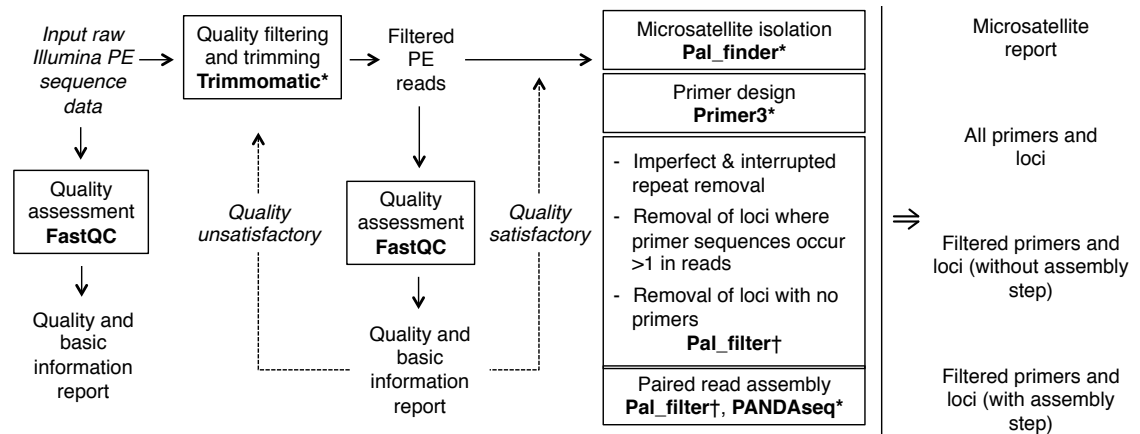 Input raw
Illumina PE
sequence
data
Quality
assessment
FastQC
Quality and
basic
information
report
Quality filtering
and trimming
Trimmomatic*
Quality
unsatisfactory
Filtered
PE
reads
Quality
assessment
FastQC
Quality and
basic
information
report
Quality
satisfactory
Microsatellite isolation
Pal_finder*
Primer design
Primer3*
- Imperfect & interrupted
repeat removal
- Removal of loci where
primer sequences occur
>1 in reads
- Removal of loci with no
primers
Pal_filter†
Paired read assembly
Pal_filter†, PANDAseq*
Microsatellite
report
All primers and
loci
Filtered primers and
loci (without assembly
step)
Filtered primers and
loci (with assembly
step)